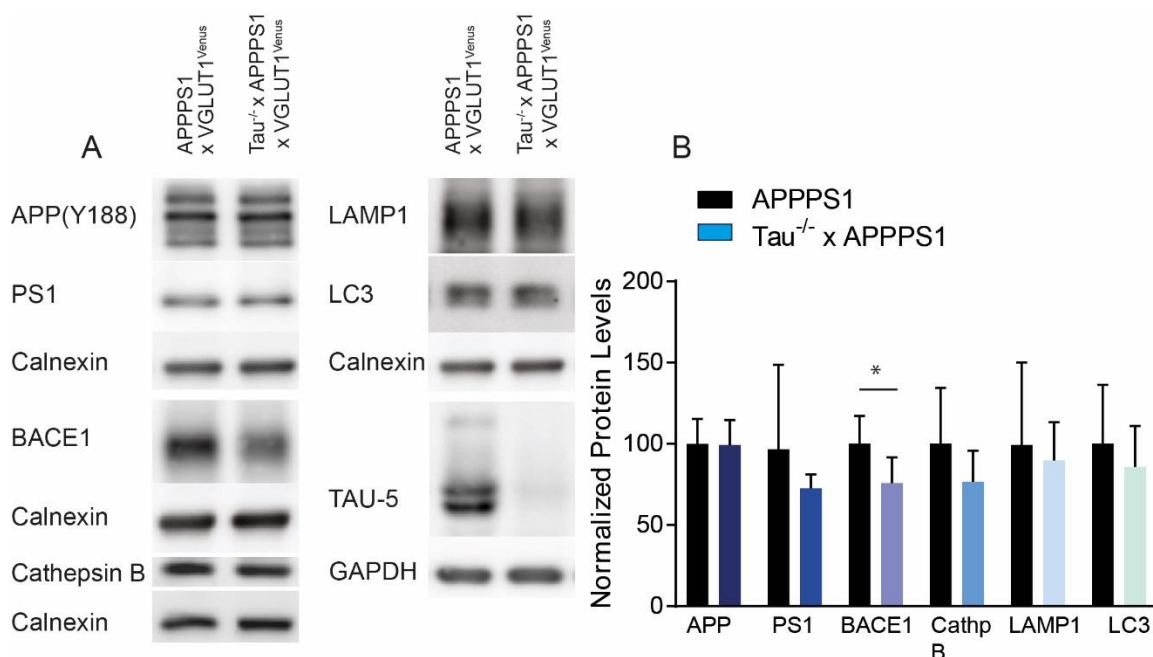 APPPS1
x VGLUT1Venus
Tau-/- x APPPS1
x VGLUT1Venus
APPPS1
x VGLUT1Venus
Tau-/- x APPPS1
x VGLUT1Venus
A
APP(Y188)
PS1
Calnexin
BACE1
Calnexin
Cathepsin B
Calnexin
LAMP1
LC3
Calnexin
TAU-5
GAPDH
B
APPPS1
Tau-/- x APPPS1
Normalized Protein Levels
200
150
100
50
0
*
APP
PS1
BACE1
Cathp
B
LAMP1
LC3